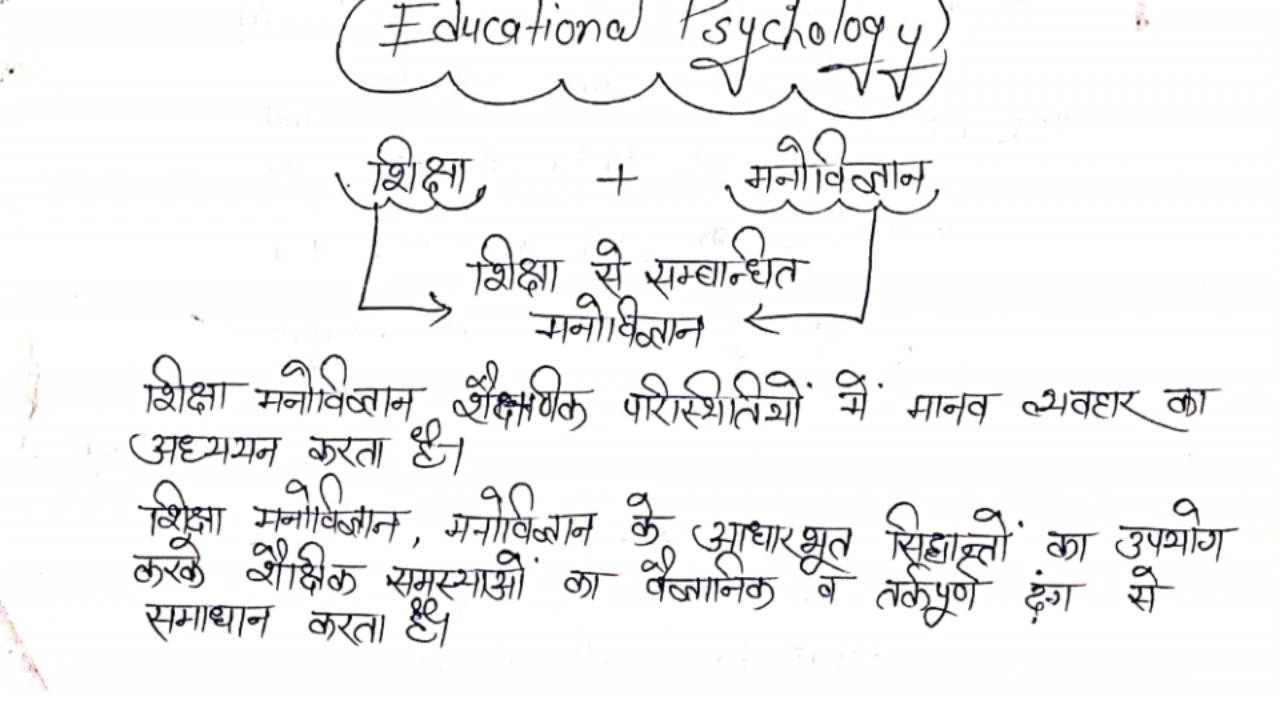 Educational Psychology
शिक्षा + मनोविज्ञान
शिक्षा से सम्बान्धित
मनोविज्ञान
शिक्षा मनोविज्ञान शैक्षणिक परिस्थितियों में मानव व्यवहार का
अध्ययन करता है।
शिक्षा मनोविज्ञान, मनोविज्ञान के आधारभूत सिद्धान्तों का उपयोग
करके शैक्षिक समस्याओं का वैज्ञानिक व तर्कपूर्ण ढ़ंग से
समाधान करता है।